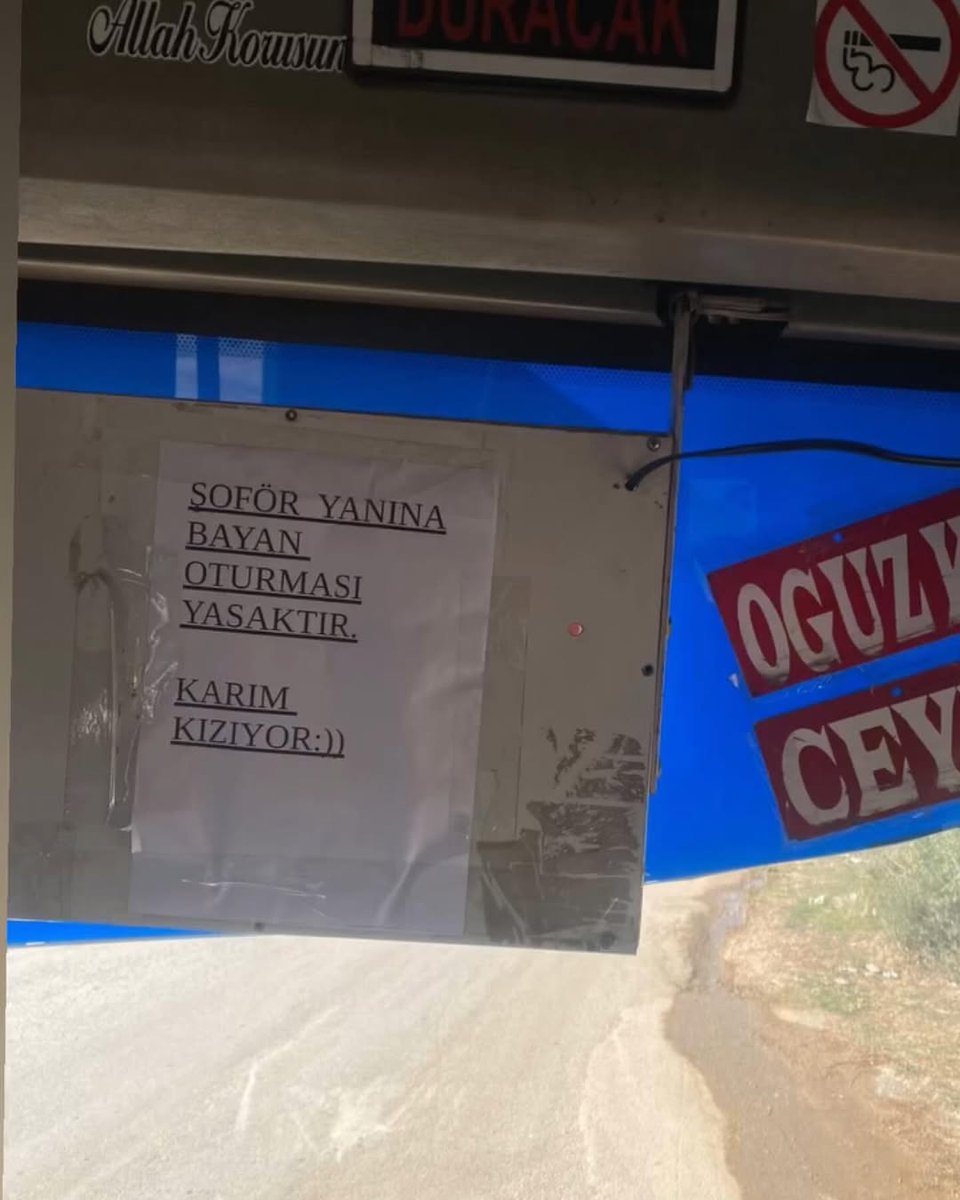 Allah Korusun
DURACAK
ŞOFÖR YANINA
BAYAN
OTURMASI
YASAKTIR.
KARIM
KIZIYOR:))
OGUZ
CEY